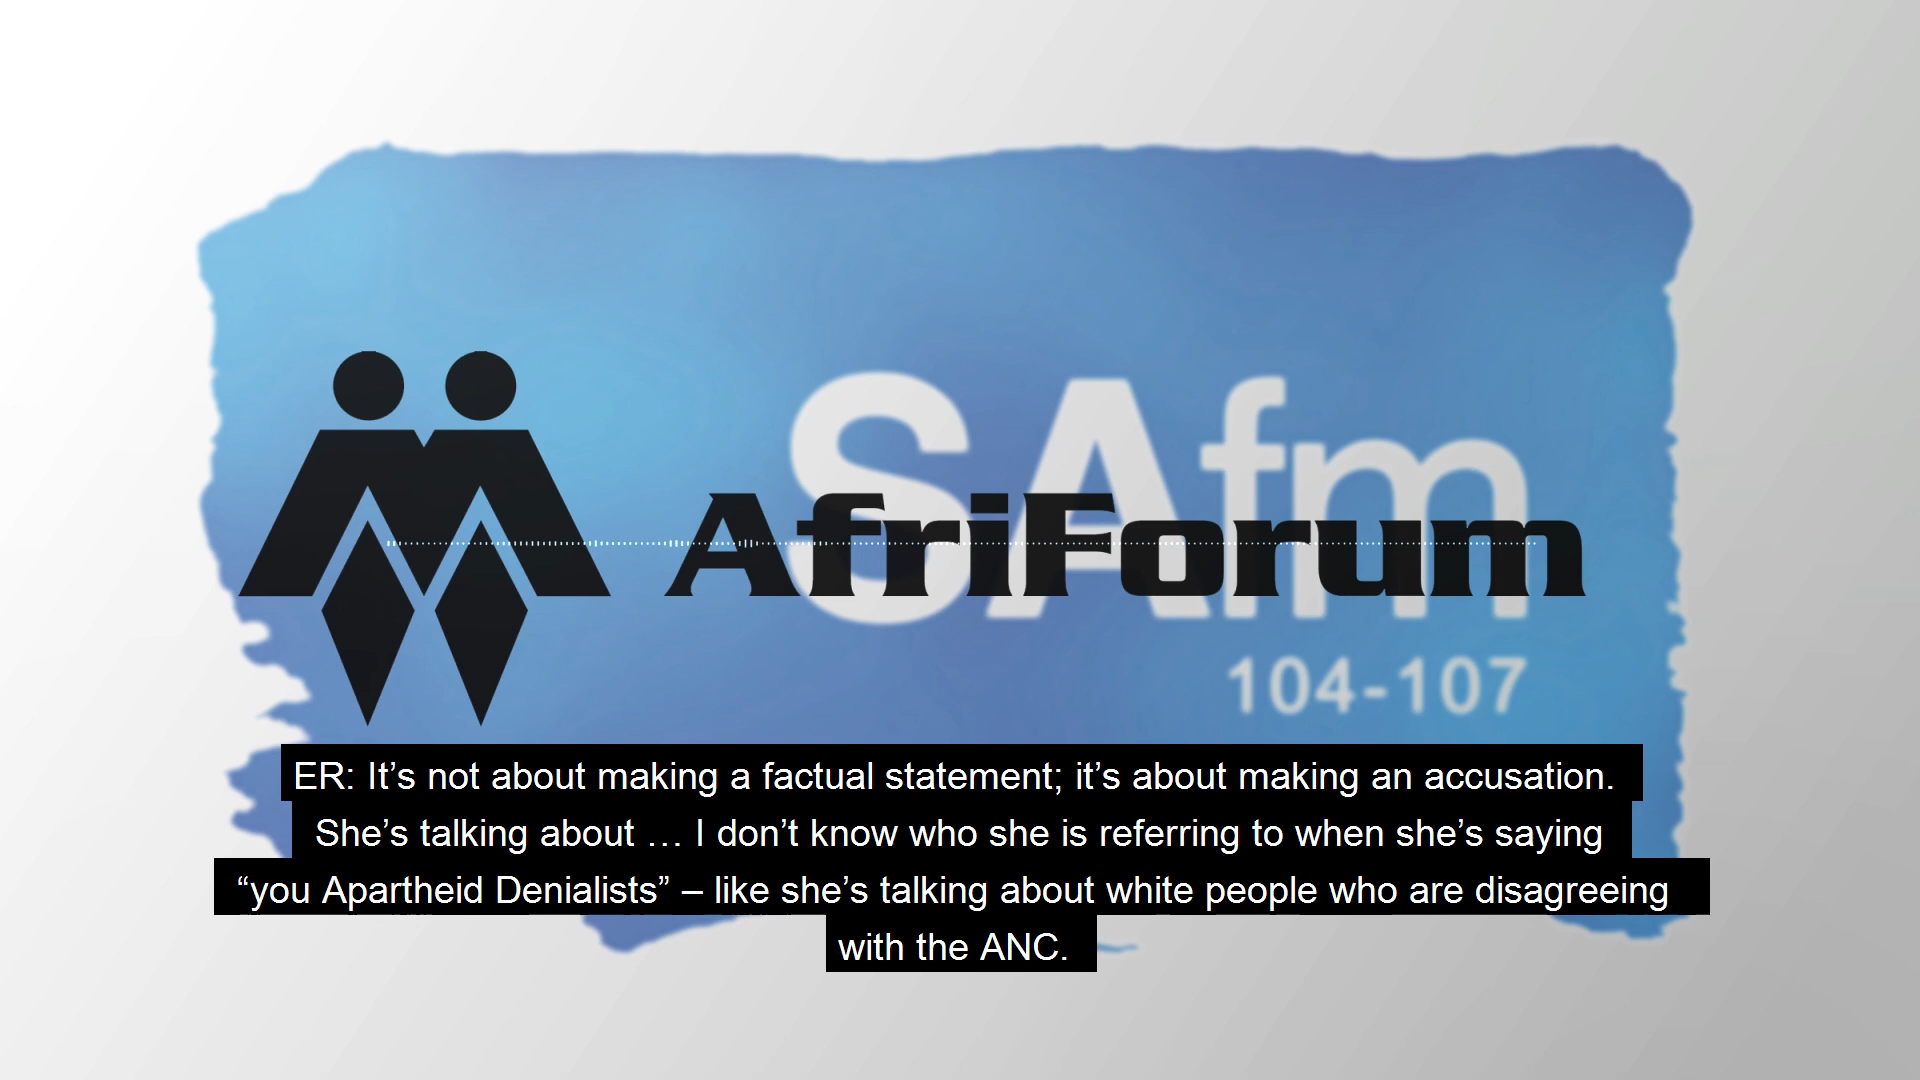 SAfm
AfriForum
104-107
ER: It’s not about making a factual statement; it’s about making an accusation.
She’s talking about … I don’t know who she is referring to when she’s saying
“you Apartheid Denialists” – like she’s talking about white people who are disagreeing
with the ANC.